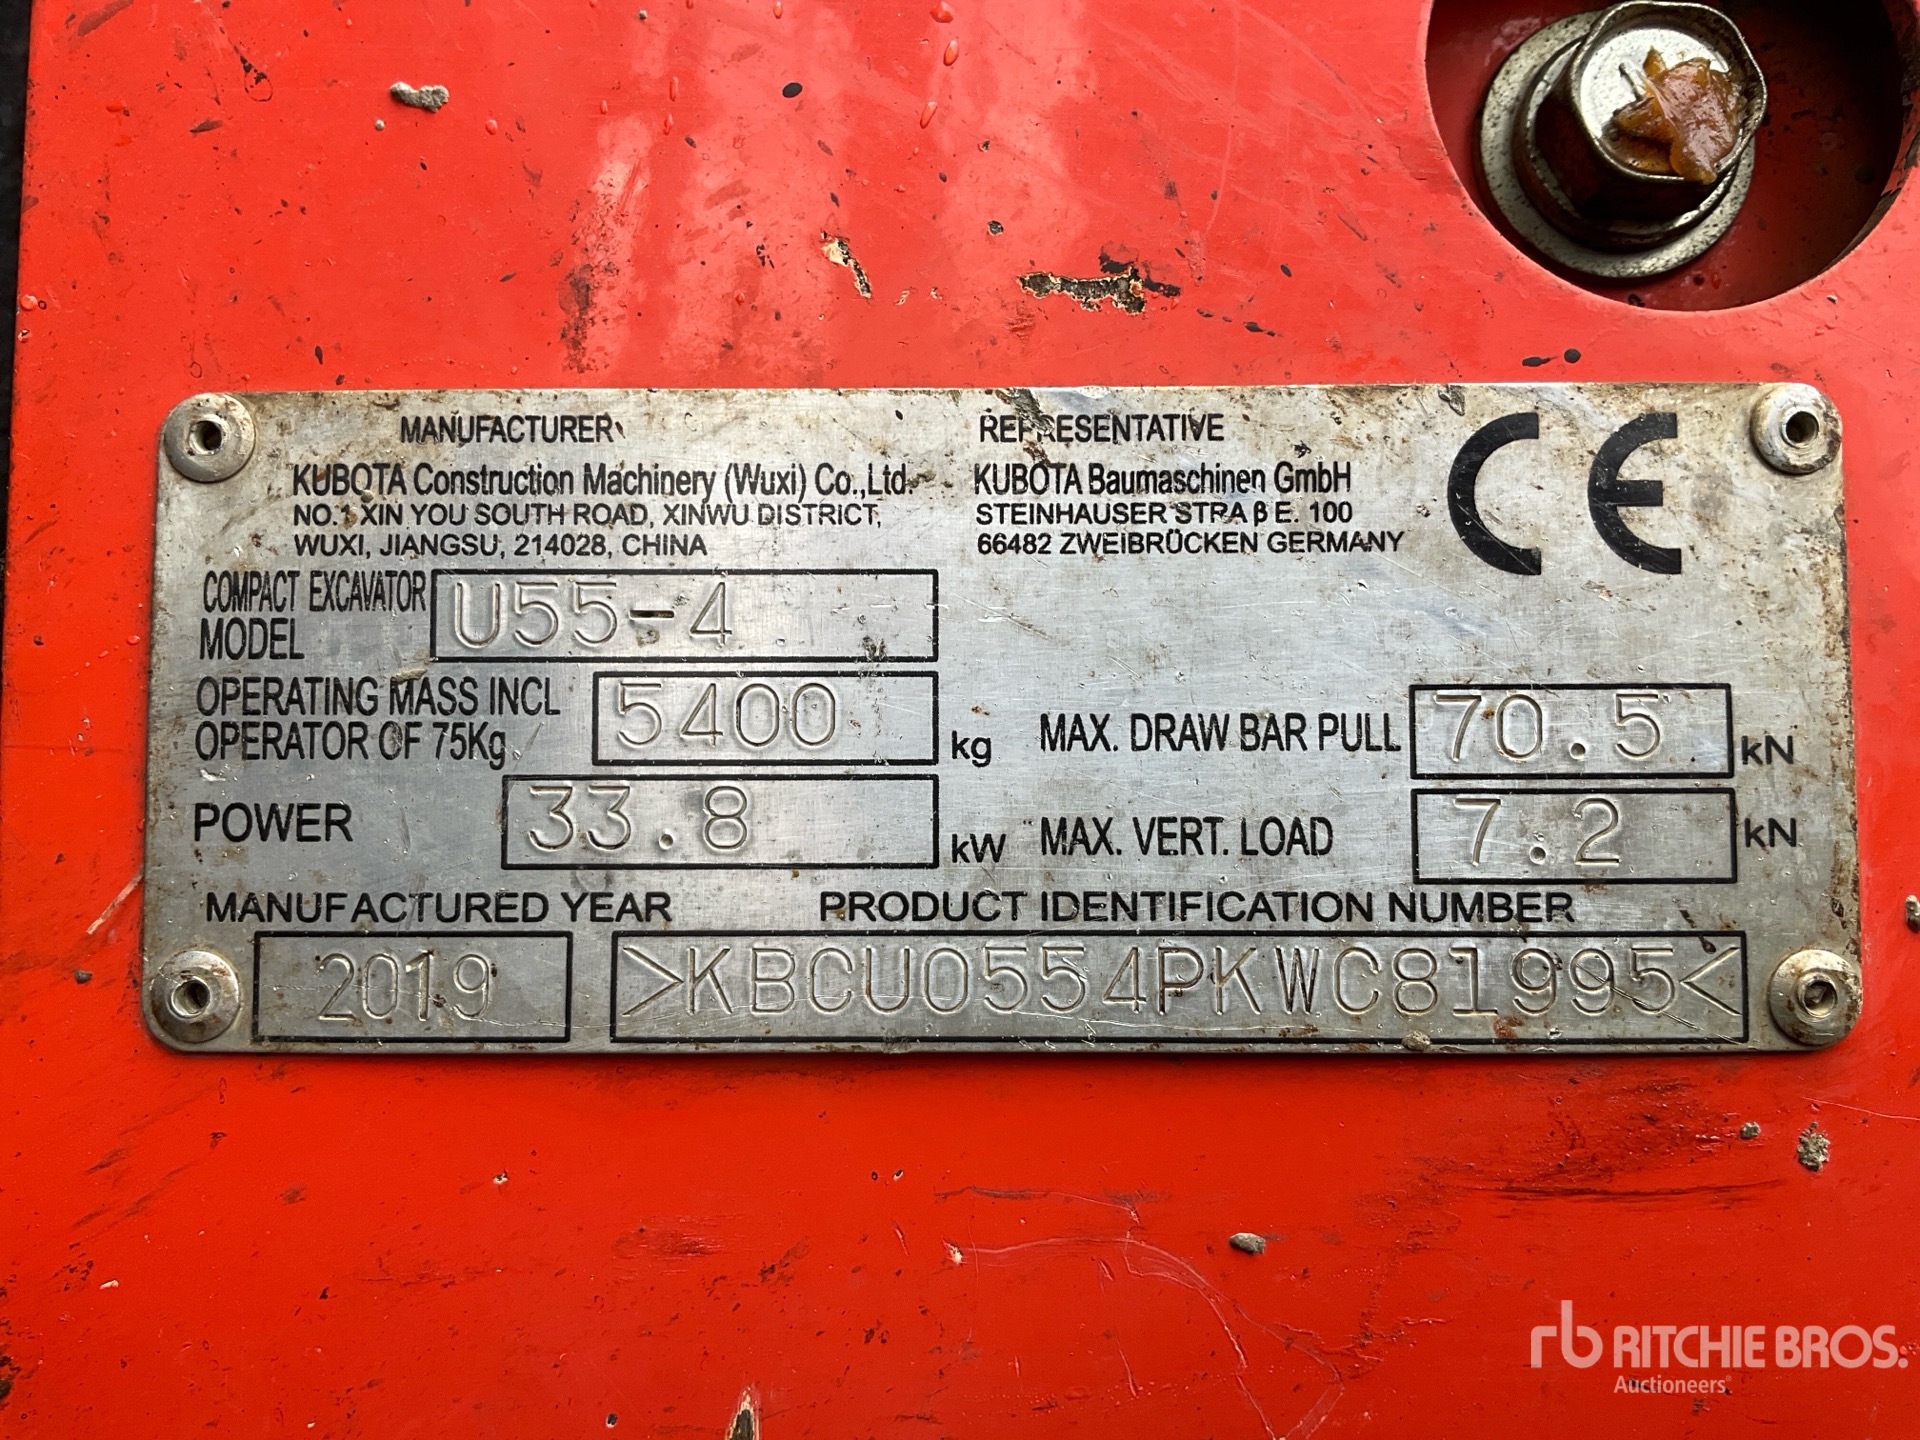 MANUFACTURER
KUBOTA Construction Machinery (Wuxi) Co.,Ltd.
NO.1 XIN YOU SOUTH ROAD, XINWU DISTRICT,
WUXI, JIANGSU, 214028, CHINA
REPRESENTATIVE
KUBOTA Baumaschinen GmbH
STEINHAUSER STRAβE. 100
66482 ZWEIBRÜCKEN GERMANY
CE
COMPACT EXCAVATOR
MODEL U55-4
OPERATING MASS INCL
OPERATOR OF 75Kg 5400 kg
MAX. DRAW BAR PULL 70.5 kN
POWER 33.8 kW
MAX. VERT. LOAD 7.2 kN
MANUFACTURED YEAR
2019
PRODUCT IDENTIFICATION NUMBER
>KBCU0554PKWC81995<
rb RITCHIE BROS.
Auctioneers